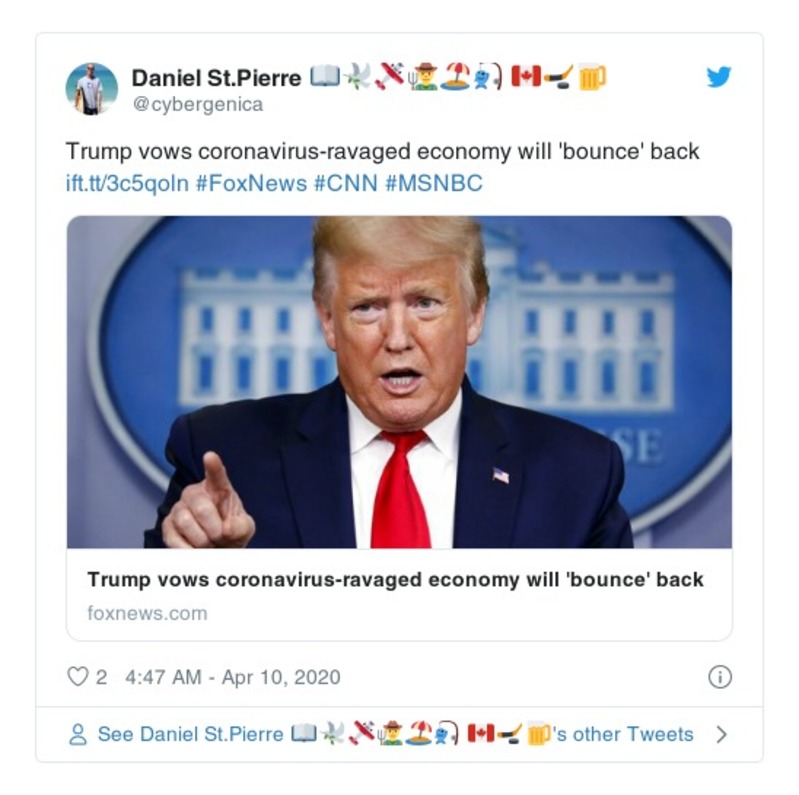 Daniel St.Pierre 📖🕊🛩👨‍🌾🏖🎣 🇨🇦🏒🍺
@cybergenica
Trump vows coronavirus-ravaged economy will 'bounce' back
ift.tt/3c5qoln #FoxNews #CNN #MSNBC
SE
Trump vows coronavirus-ravaged economy will 'bounce' back
foxnews.com
2 4:47 AM - Apr 10, 2020
See Daniel St.Pierre 📖🕊🛩👨‍🌾🏖🎣 🇨🇦🏒🍺's other Tweets